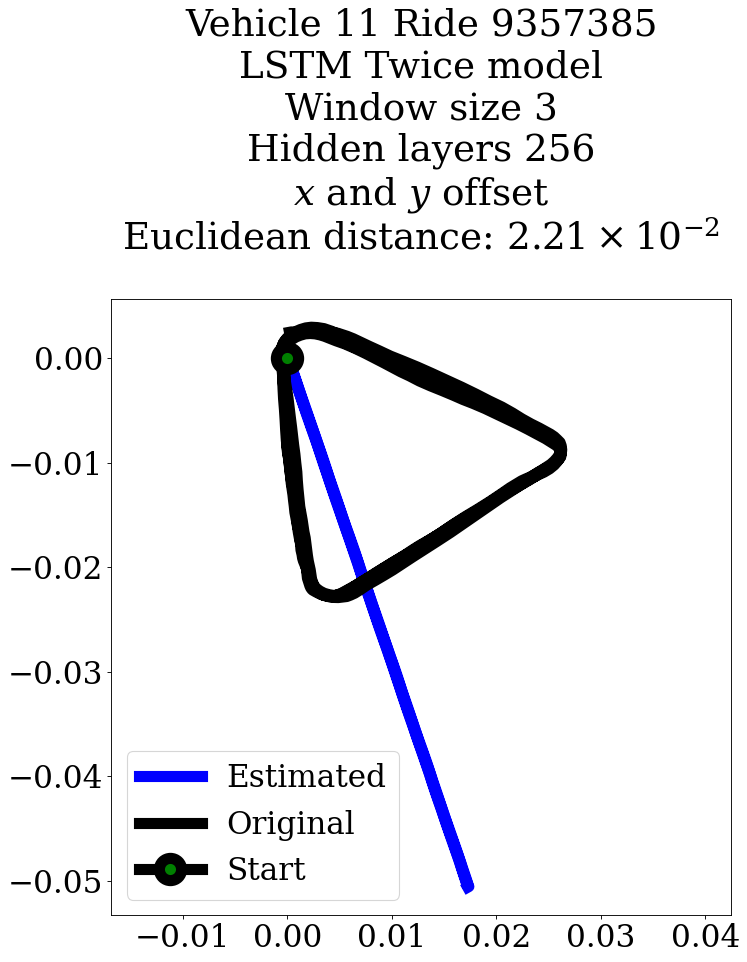 Vehicle 11 Ride 9357385
LSTM Twice model
Window size 3
Hidden layers 256
x and y offset
Euclidean distance: 2.21 × 10⁻²
0.00
−0.01
−0.02
−0.03
−0.04
−0.05
Estimated
Original
Start
−0.01 0.00 0.01 0.02 0.03 0.04